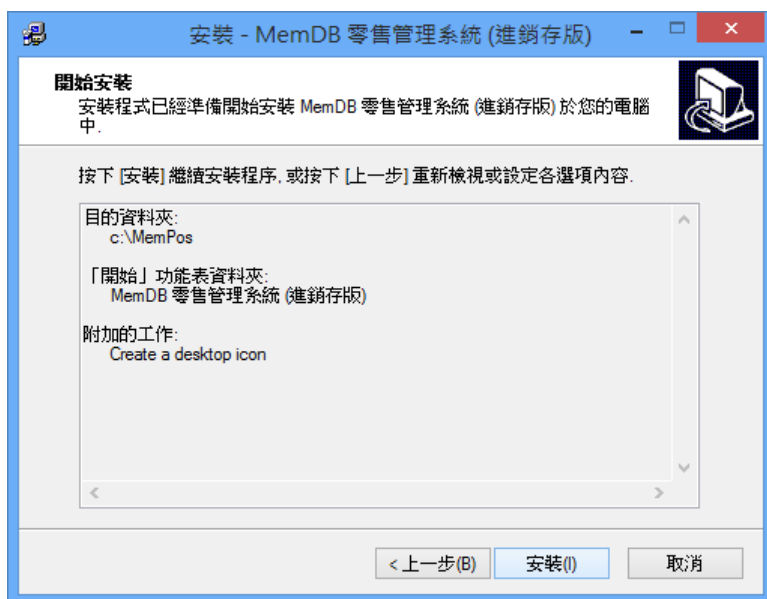 安裝 - MemDB 零售管理系統 (進銷存版)
開始安裝
安裝程式已經準備開始安裝 MemDB 零售管理系統 (進銷存版) 於您的電腦
中.
按下 [安裝] 繼續安裝程序, 或按下 [上一步] 重新檢視或設定各選項內容.
目的資料夾:
c:\MemPos
「開始」功能表資料夾:
MemDB 零售管理系統 (進銷存版)
附加的工作:
Create a desktop icon
< 上一步(B)
安裝(I)
取消